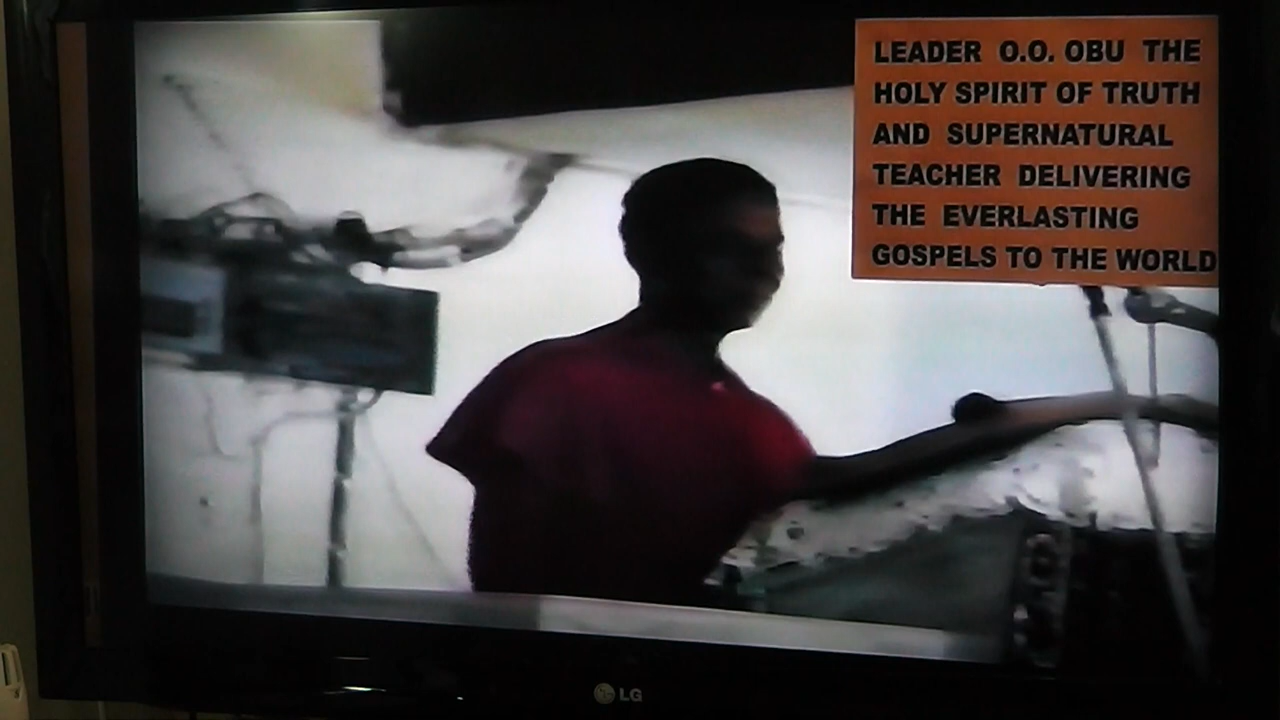 LEADER O.O. OBU THE
HOLY SPIRIT OF TRUTH
AND SUPERNATURAL
TEACHER DELIVERING
THE EVERLASTING
GOSPELS TO THE WORLD
LG